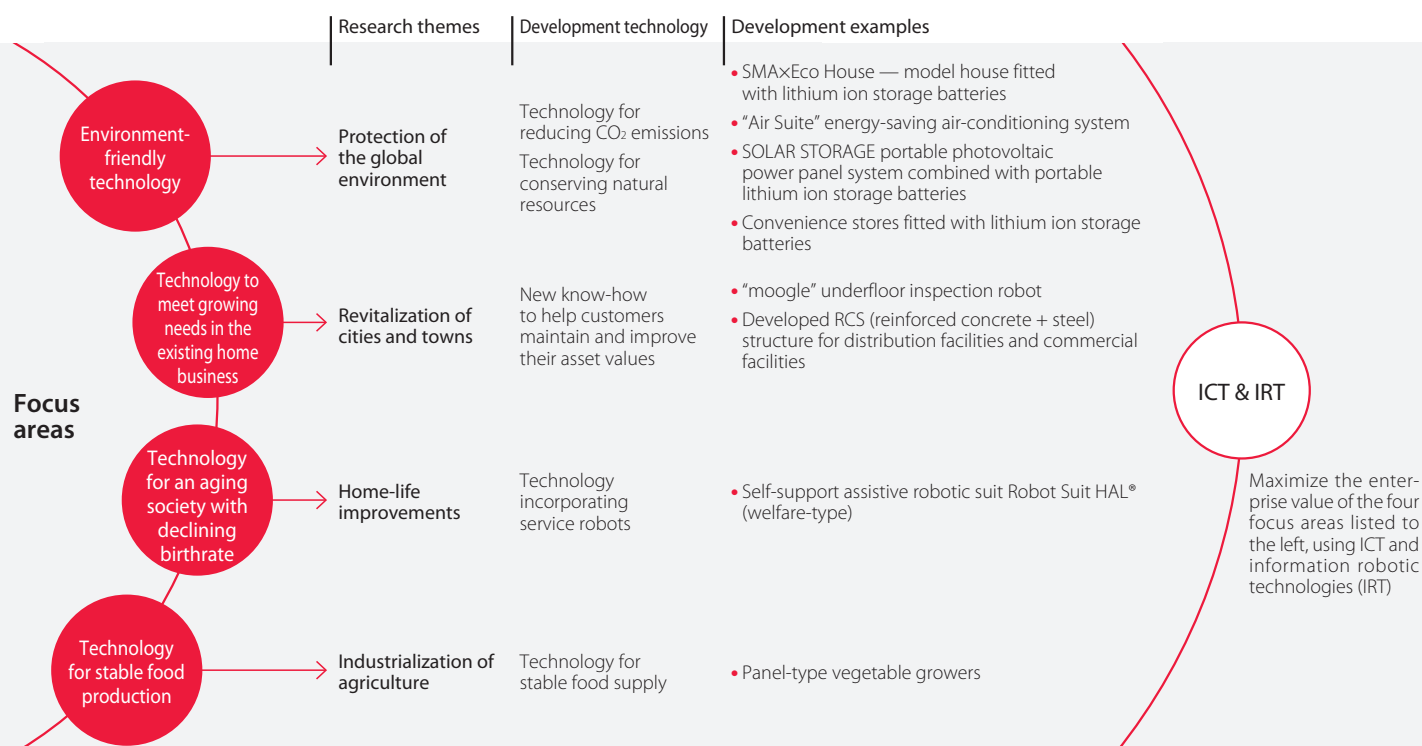 Research themes
Development technology
Development examples
Focus
areas
Environment-
friendly
technology
Protection of
the global
environment
Technology for
reducing CO₂ emissions
Technology for
conserving natural
resources
• SMA×Eco House — model house fitted
with lithium ion storage batteries
• “Air Suite” energy-saving air-conditioning system
• SOLAR STORAGE portable photovoltaic
power panel system combined with portable
lithium ion storage batteries
• Convenience stores fitted with lithium ion storage
batteries
Technology to
meet growing
needs in the
existing home
business
Revitalization of
cities and towns
New know-how
to help customers
maintain and improve
their asset values
• “moogle” underfloor inspection robot
• Developed RCS (reinforced concrete + steel)
structure for distribution facilities and commercial
facilities
Technology
for an aging
society with
declining
birthrate
Home-life
improvements
Technology
incorporating
service robots
• Self-support assistive robotic suit Robot Suit HAL®
(welfare-type)
Technology
for stable food
production
Industrialization of
agriculture
Technology for
stable food supply
• Panel-type vegetable growers
ICT & IRT
Maximize the enter-
prise value of the four
focus areas listed to
the left, using ICT and
information robotic
technologies (IRT)